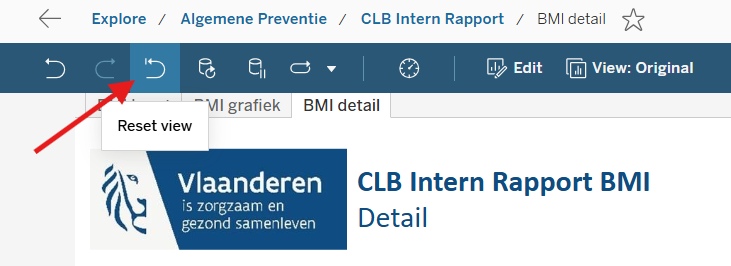 Explore / Algemene Preventie / CLB Intern Rapport / BMI detail
Edit View: Original
BMI grafiek BMI detail
Reset view
Vlaanderen
is zorgzaam en
gezond samenleven
CLB Intern Rapport BMI
Detail